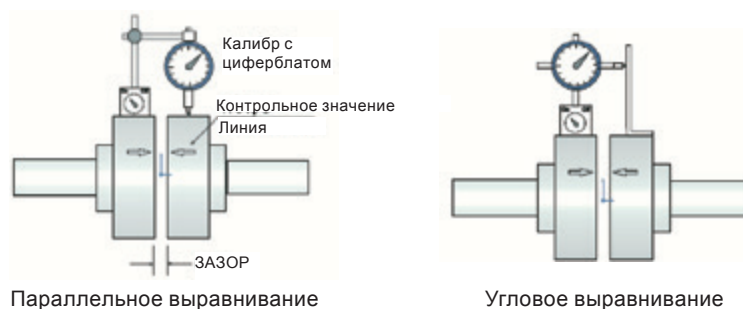 Калибр с
циферблатом
Контрольное значение
Линия
ЗАЗОР
Параллельное выравнивание
Угловое выравнивание